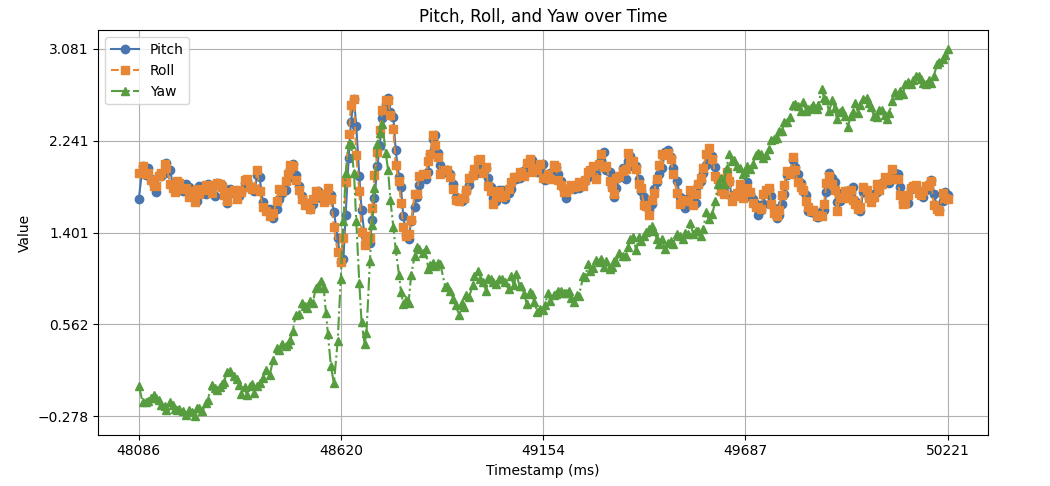 Pitch, Roll, and Yaw over Time
Pitch
Roll
Yaw
3.081
2.241
1.401
0.562
−0.278
Value
48086
48620
49154
49687
50221
Timestamp (ms)